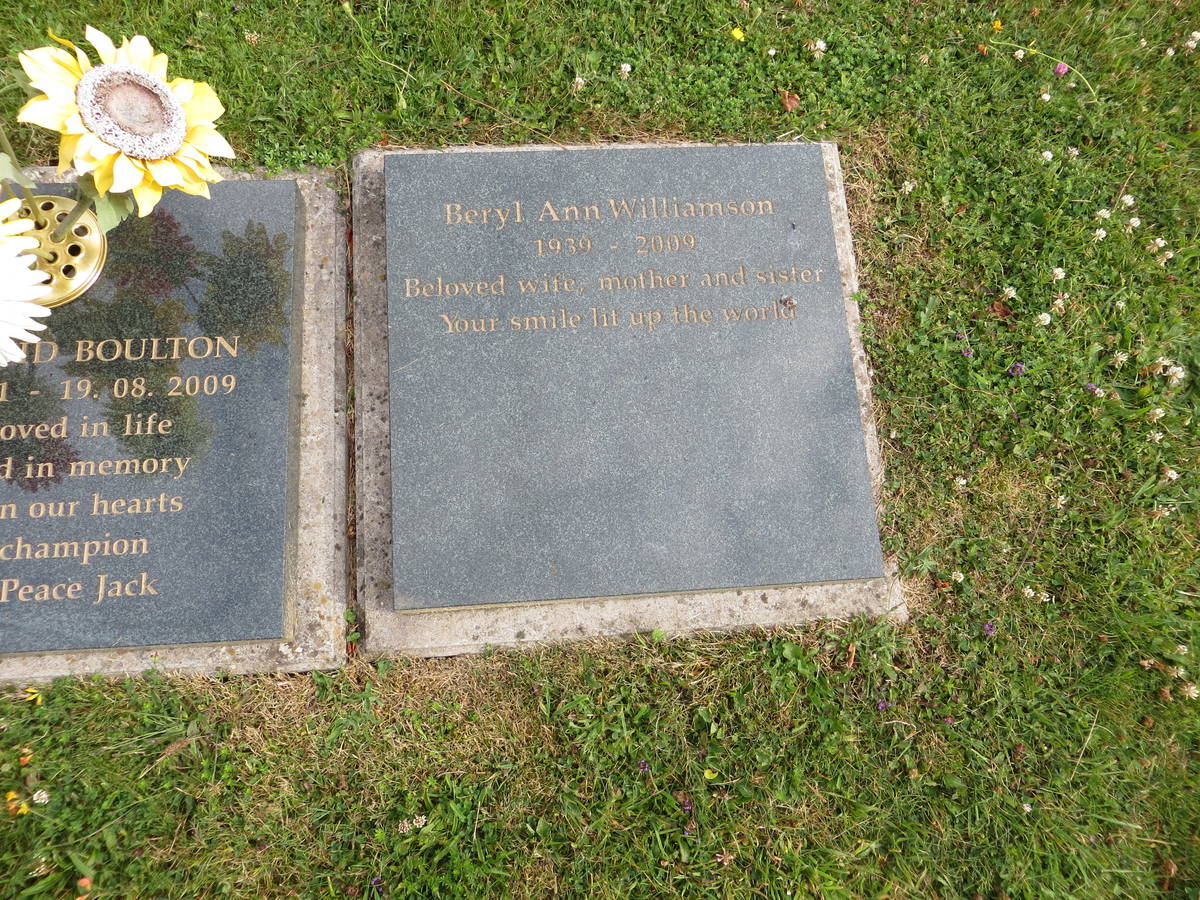 BOULTON
1 - 19. 08. 2009
in life
in memory
our hearts
champion
Peace Jack
Beryl Ann Williamson
1939 - 2009
Beloved wife, mother and sister
Your smile lit up the world